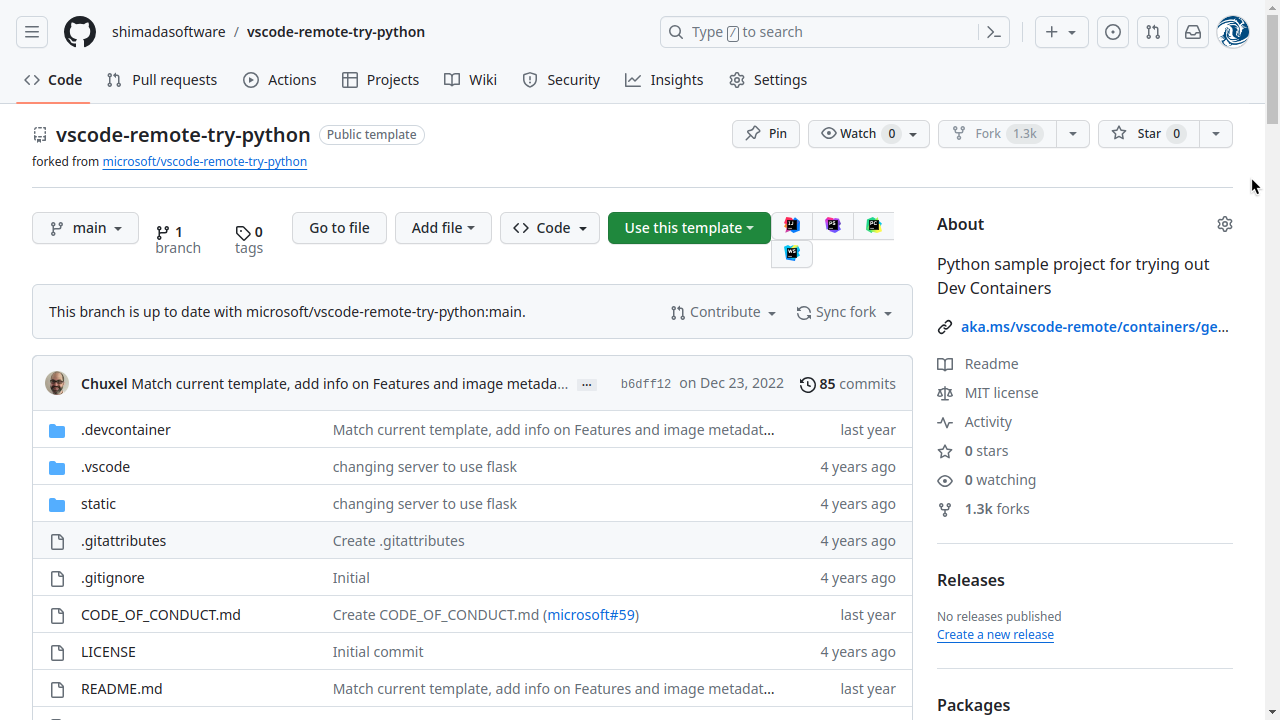 shimadasoftware / vscode-remote-try-python
Type / to search
Code
Pull requests
Actions
Projects
Wiki
Security
Insights
Settings
vscode-remote-try-python Public template
Pin
Watch 0
Fork 1.3k
Star 0
forked from microsoft/vscode-remote-try-python
main
1 branch
0 tags
Go to file
Add file
Code
Use this template
IJ
PS
PC
WS
This branch is up to date with microsoft/vscode-remote-try-python:main.
Contribute
Sync fork
Chuxel Match current template, add info on Features and image metada… … b6dff12 on Dec 23, 2022 85 commits
.devcontainer Match current template, add info on Features and image metadat… last year
.vscode changing server to use flask 4 years ago
static changing server to use flask 4 years ago
.gitattributes Create .gitattributes 4 years ago
.gitignore Initial 4 years ago
CODE_OF_CONDUCT.md Create CODE_OF_CONDUCT.md (microsoft#59) last year
LICENSE Initial commit 4 years ago
README.md Match current template, add info on Features and image metadat… last year
About
Python sample project for trying out
Dev Containers
aka.ms/vscode-remote/containers/ge…
Readme
MIT license
Activity
0 stars
0 watching
1.3k forks
Releases
No releases published
Create a new release
Packages